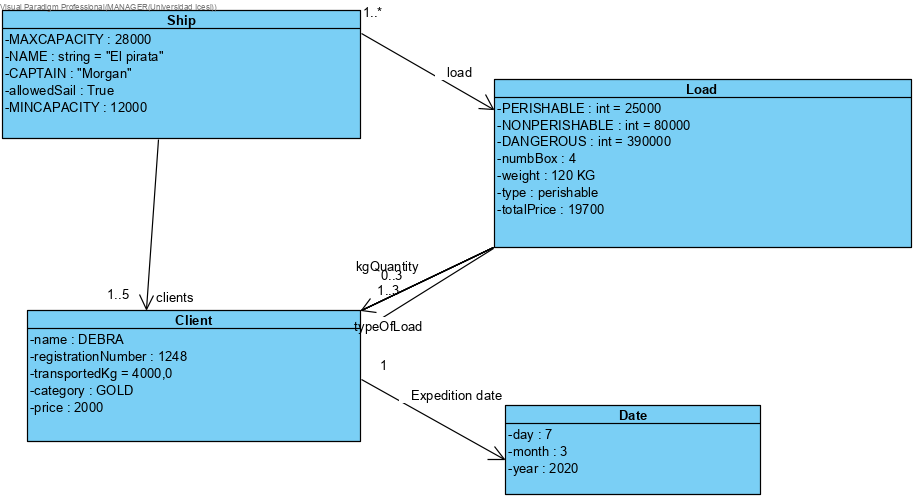 Visual Paradigm Professional(MANAGER(Universidad Icesi))
Ship
-MAXCAPACITY : 28000
-NAME : string = "El pirata"
-CAPTAIN : "Morgan"
-allowedSail : True
-MINCAPACITY : 12000
1..*
load
Load
-PERISHABLE : int = 25000
-NONPERISHABLE : int = 80000
-DANGEROUS : int = 390000
-numbBox : 4
-weight : 120 KG
-type : perishable
-totalPrice : 19700
kgQuantity
0..3
1..3
typeOfLoad
1..5
clients
Client
-name : DEBRA
-registrationNumber : 1248
-transportedKg = 4000,0
-category : GOLD
-price : 2000
1
Expedition date
Date
-day : 7
-month : 3
-year : 2020